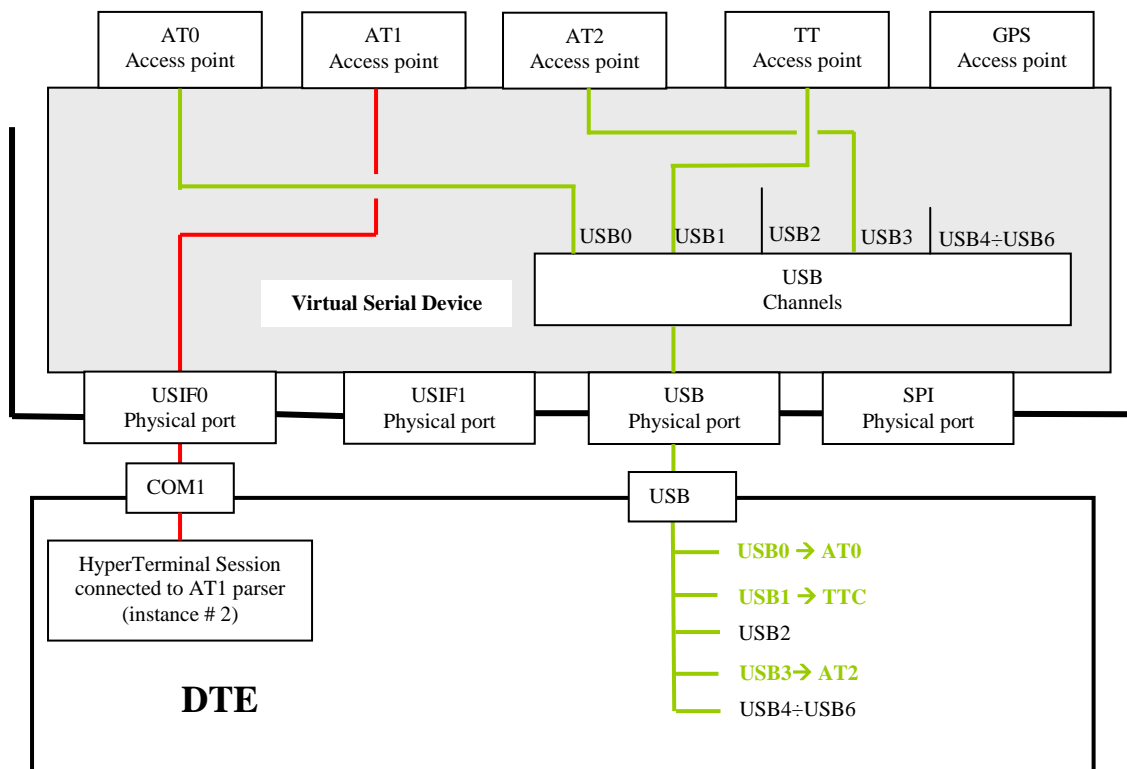 AT0
Access point
AT1
Access point
AT2
Access point
TT
Access point
GPS
Access point
USB0
USB1
USB2
USB3
USB4÷USB6
USB
Channels
Virtual Serial Device
USIF0
Physical port
USIF1
Physical port
USB
Physical port
SPI
Physical port
COM1
USB
HyperTerminal Session
connected to AT1 parser
(instance # 2)
USB0 → AT0
USB1 → TTC
USB2
USB3→ AT2
USB4÷USB6
DTE